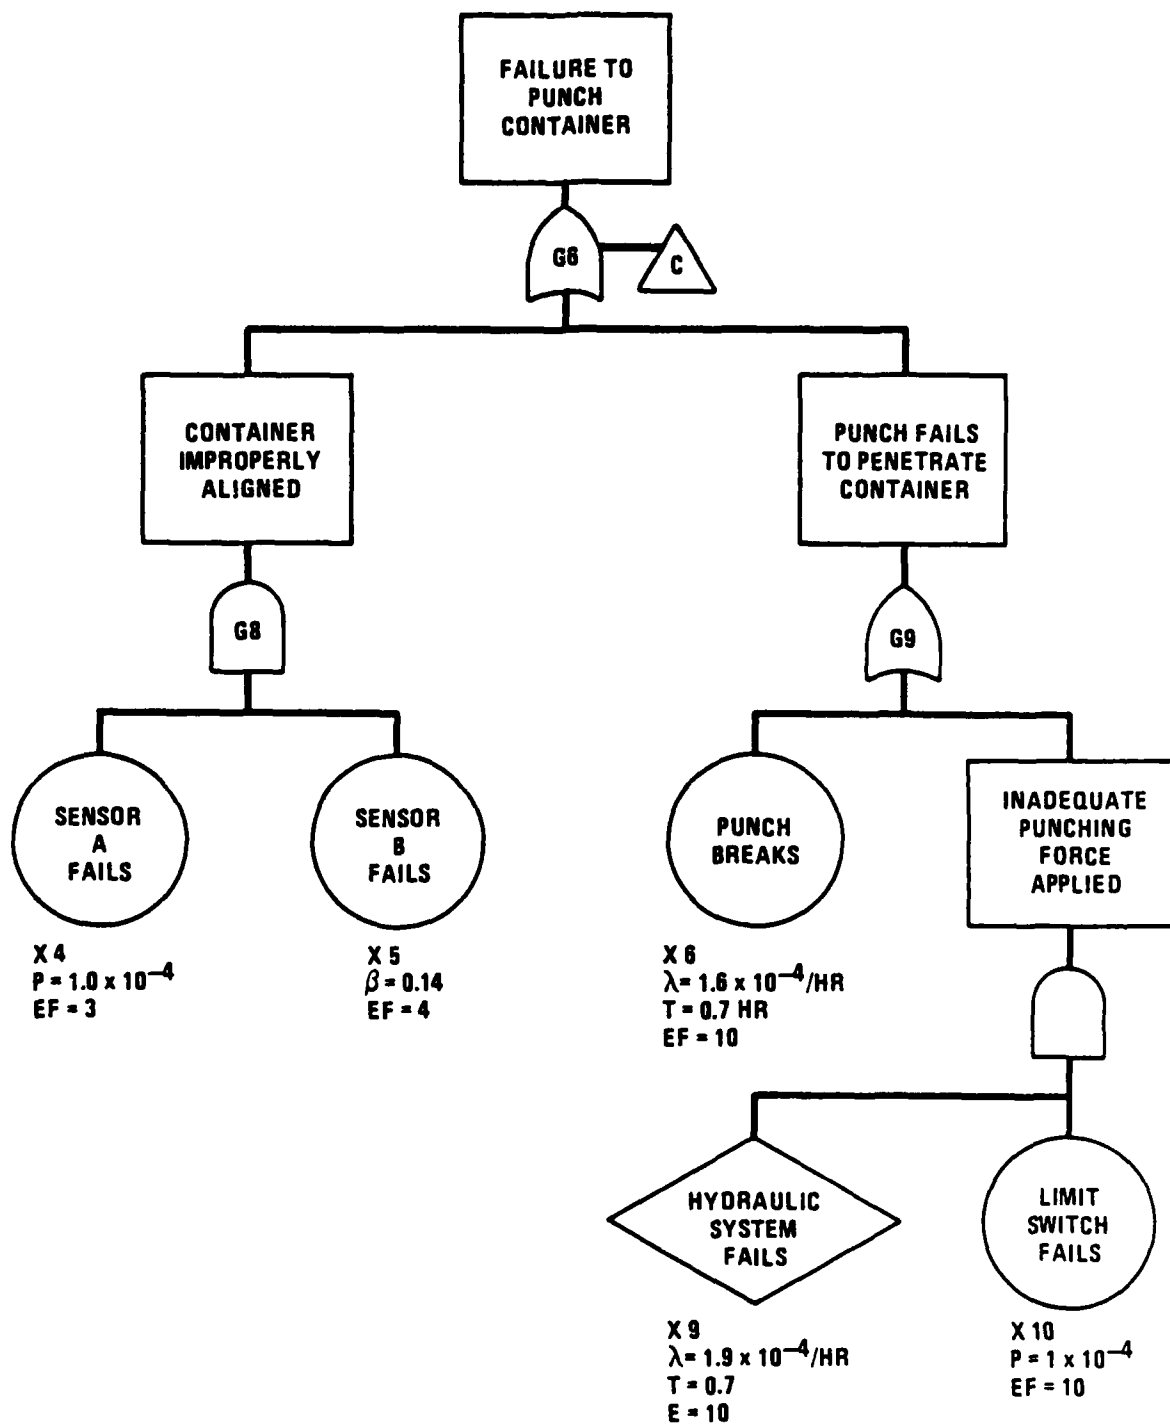 FAILURE TO
PUNCH
CONTAINER
G6
C
CONTAINER
IMPROPERLY
ALIGNED
PUNCH FAILS
TO PENETRATE
CONTAINER
G8
G9
SENSOR
A
FAILS
SENSOR
B
FAILS
PUNCH
BREAKS
INADEQUATE
PUNCHING
FORCE
APPLIED
X 4
P = 1.0 x 10⁻⁴
EF = 3
X 5
β = 0.14
EF = 4
X 6
λ = 1.6 x 10⁻⁴/HR
T = 0.7 HR
EF = 10
HYDRAULIC
SYSTEM
FAILS
LIMIT
SWITCH
FAILS
X 9
λ = 1.9 x 10⁻⁴/HR
T = 0.7
E = 10
X 10
P = 1 x 10⁻⁴
EF = 10